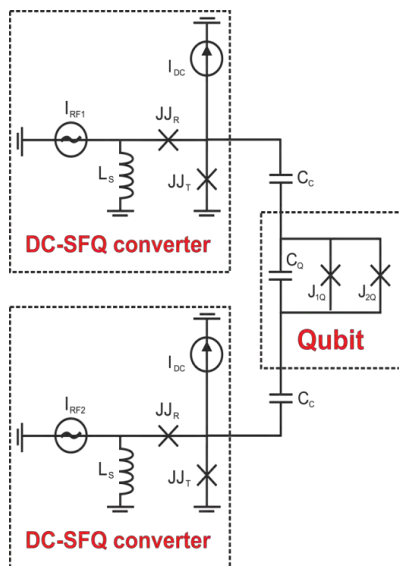 I_DC
I_RF1
JJ_R
L_S
JJ_T
C_C
DC-SFQ converter
C_Q
J_1Q
J_2Q
Qubit
I_DC
C_C
I_RF2
JJ_R
L_S
JJ_T
DC-SFQ converter